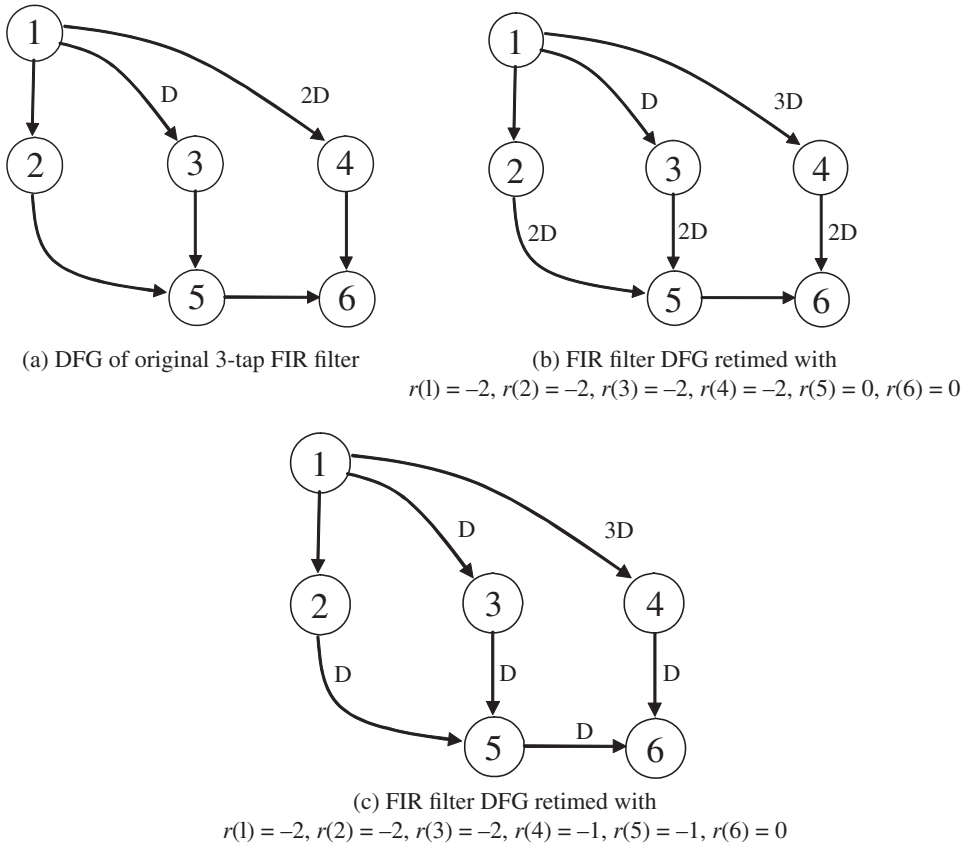 1
D
2D
2
3
4
5
6
(a) DFG of original 3-tap FIR filter
1
D
3D
2
3
4
2D
2D
2D
5
6
(b) FIR filter DFG retimed with
r(l) = –2, r(2) = –2, r(3) = –2, r(4) = –2, r(5) = 0, r(6) = 0
1
D
3D
2
3
4
D
D
D
D
5
6
(c) FIR filter DFG retimed with
r(l) = –2, r(2) = –2, r(3) = –2, r(4) = –1, r(5) = –1, r(6) = 0